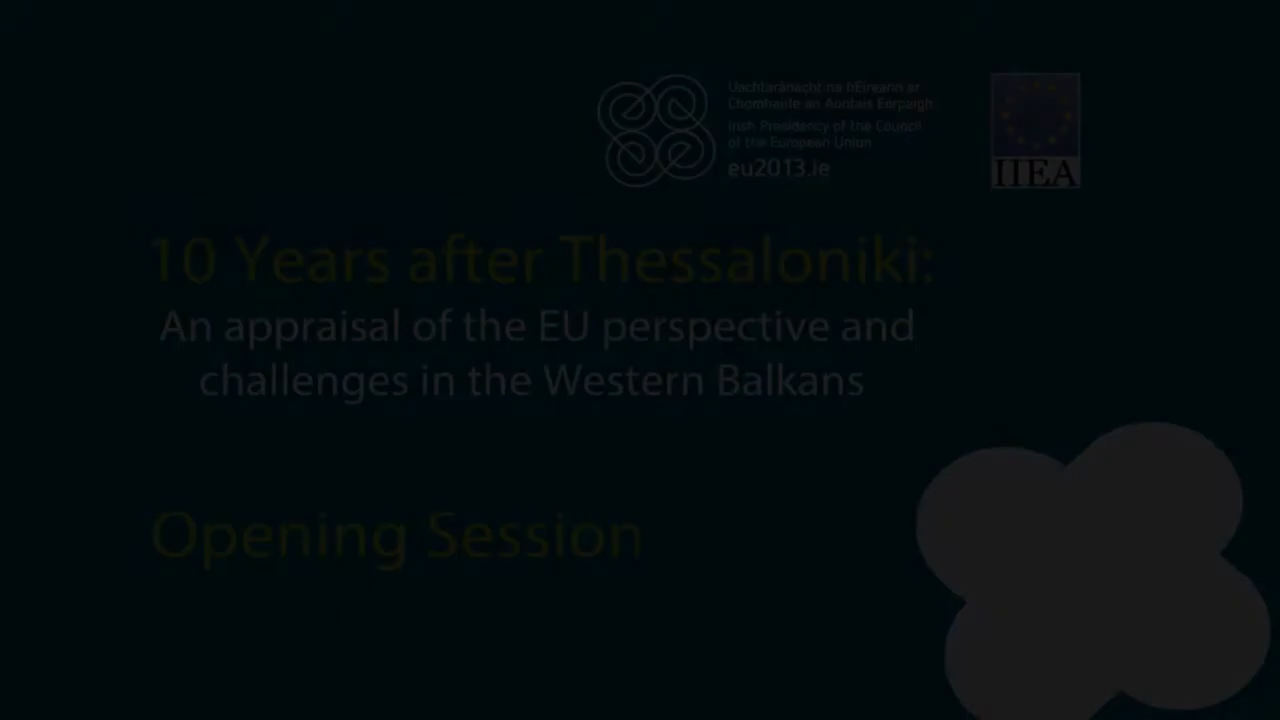 Uachtaránacht na hÉireann ar
Chomhairle an Aontais Eorpaigh
Irish Presidency of the Council
of the European Union
eu2013.ie
IIEA
10 Years after Thessaloniki:
An appraisal of the EU perspective and
challenges in the Western Balkans
Opening Session